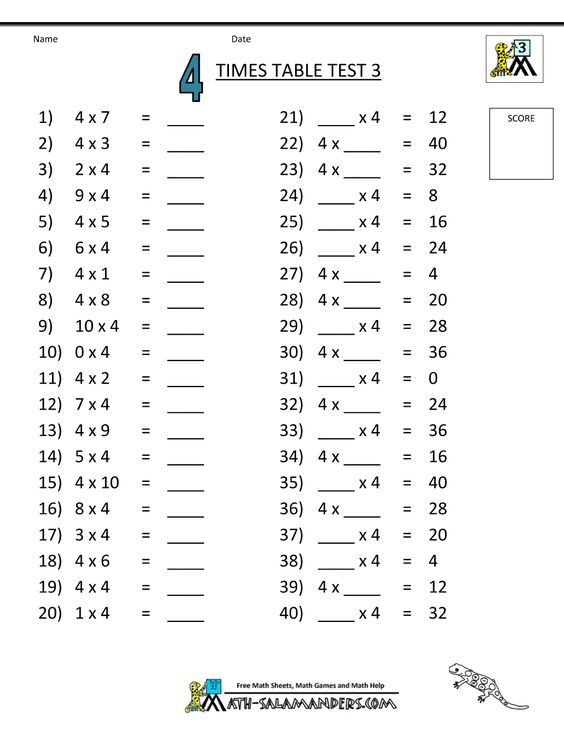 Name Date
4 TIMES TABLE TEST 3
3
SCORE
1) 4 x 7 = ____ 21) ____ x 4 = 12
2) 4 x 3 = ____ 22) 4 x ____ = 40
3) 2 x 4 = ____ 23) 4 x ____ = 32
4) 9 x 4 = ____ 24) ____ x 4 = 8
5) 4 x 5 = ____ 25) ____ x 4 = 16
6) 6 x 4 = ____ 26) ____ x 4 = 24
7) 4 x 1 = ____ 27) 4 x ____ = 4
8) 4 x 8 = ____ 28) 4 x ____ = 20
9) 10 x 4 = ____ 29) ____ x 4 = 28
10) 0 x 4 = ____ 30) 4 x ____ = 36
11) 4 x 2 = ____ 31) ____ x 4 = 0
12) 7 x 4 = ____ 32) 4 x ____ = 24
13) 4 x 9 = ____ 33) ____ x 4 = 36
14) 5 x 4 = ____ 34) 4 x ____ = 16
15) 4 x 10 = ____ 35) ____ x 4 = 40
16) 8 x 4 = ____ 36) 4 x ____ = 28
17) 3 x 4 = ____ 37) ____ x 4 = 20
18) 4 x 6 = ____ 38) ____ x 4 = 4
19) 4 x 4 = ____ 39) 4 x ____ = 12
20) 1 x 4 = ____ 40) ____ x 4 = 32
Free Math Sheets, Math Games and Math Help
MATH-SALAMANDERS.COM